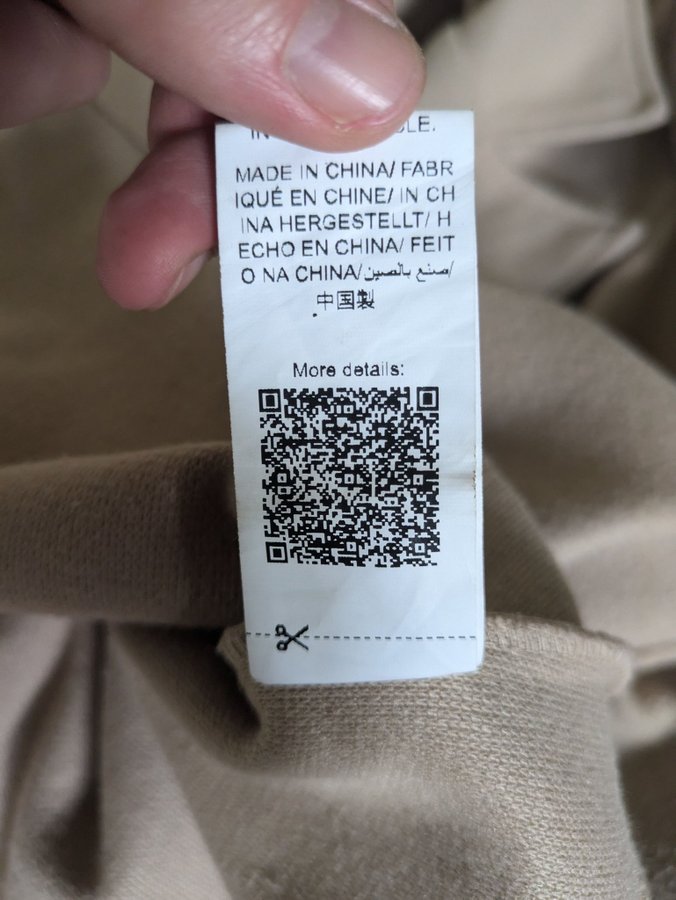 MADE IN CHINA/ FABR
IQUÉ EN CHINE/ IN CH
INA HERGESTELLT/ H
ECHO EN CHINA/ FEIT
O NA CHINA/صنع بالصين/
中国製
More details: